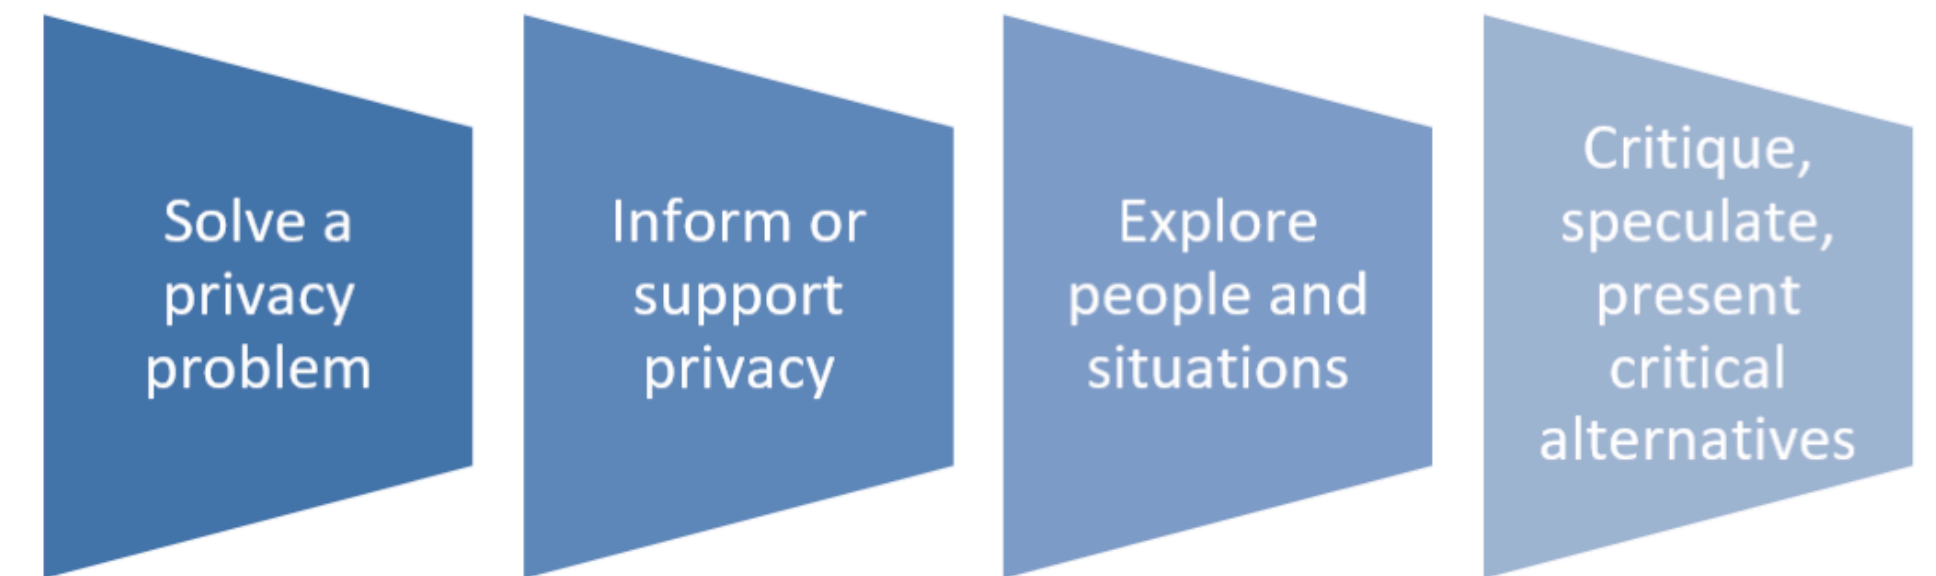 Solve a
privacy
problem
Inform or
support
privacy
Explore
people and
situations
Critique,
speculate,
present
critical
alternatives